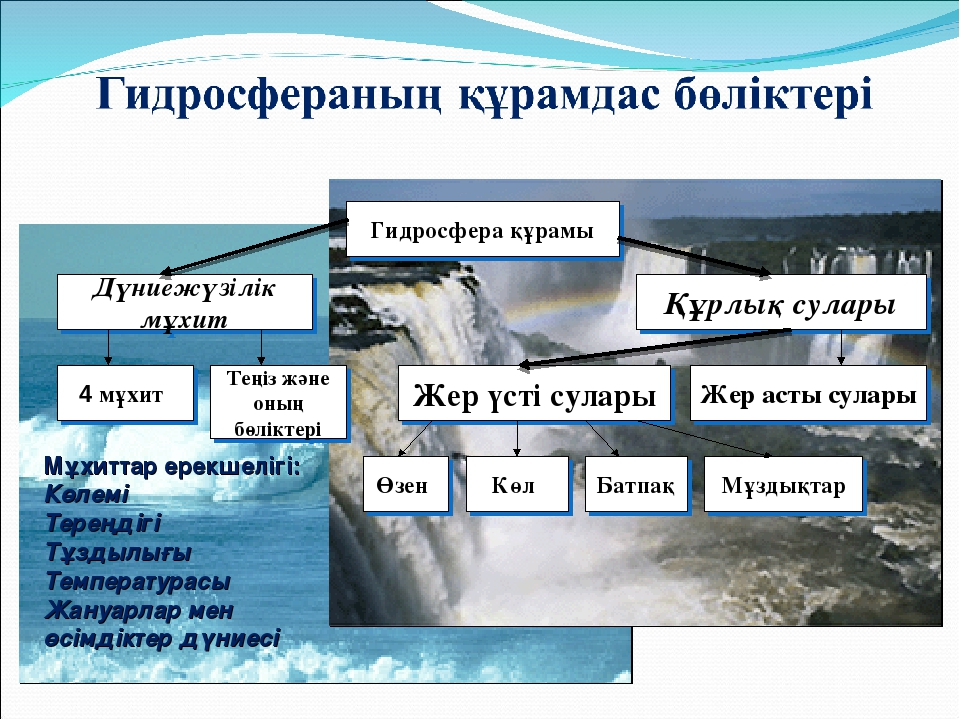 Гидросфераның құрамдас бөліктері
Гидросфера құрамы
Дүниежүзілік
мұхит
Құрлық сулары
4 мұхит
Теңіз және
оның
бөліктері
Жер үсті сулары
Жер асты сулары
Өзен
Көл
Батпақ
Мұздықтар
Мұхиттар ерекшелігі:
Көлемі
Тереңдігі
Тұздылығы
Температурасы
Жануарлар мен
өсімдіктер дүниесі